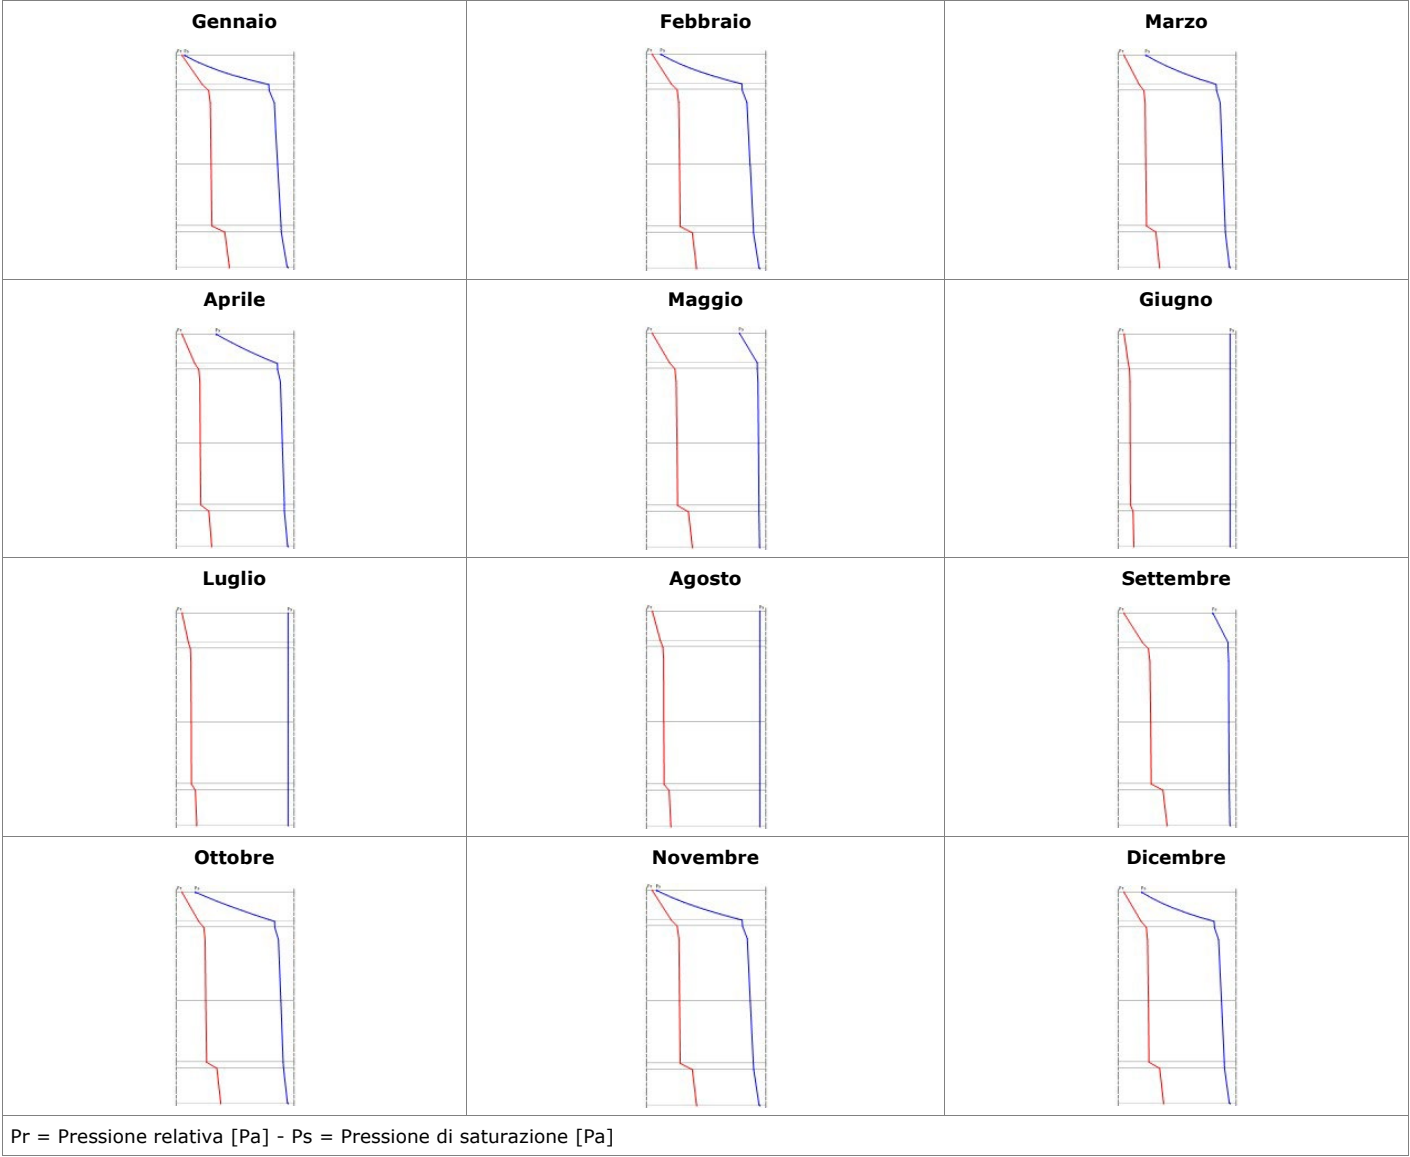 Gennaio
Febbraio
Marzo
Aprile
Maggio
Giugno
Luglio
Agosto
Settembre
Ottobre
Novembre
Dicembre
Pr = Pressione relativa [Pa] - Ps = Pressione di saturazione [Pa]